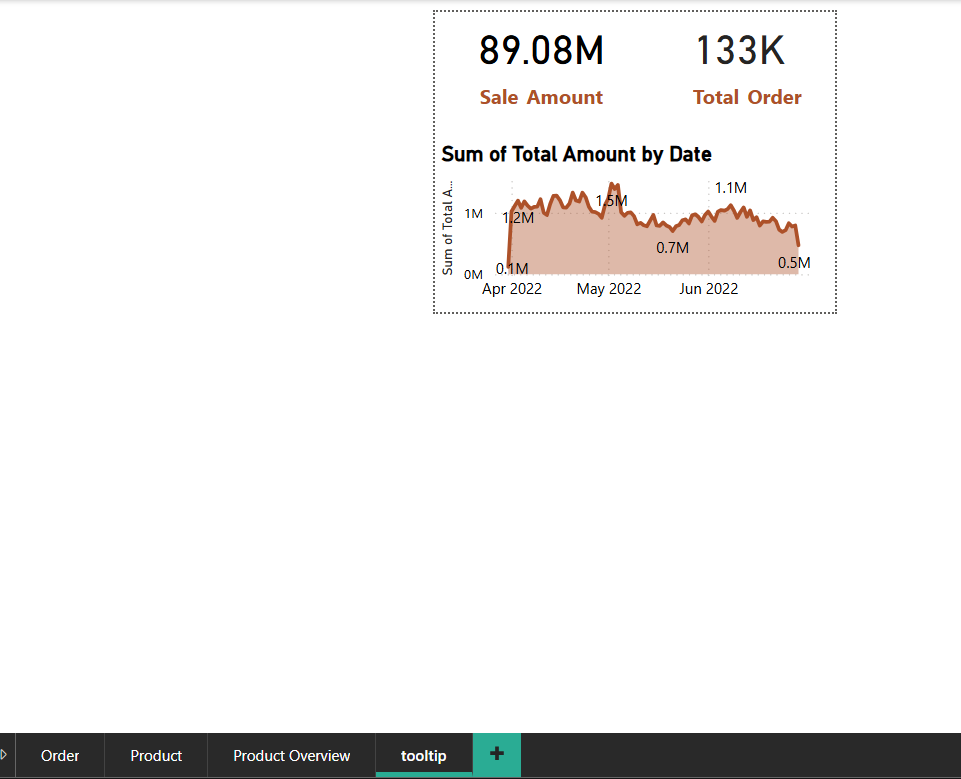 89.08M 133K
Sale Amount Total Order
Sum of Total Amount by Date
Sum of Total A...
1M
0M
1.2M
0.1M
1.5M
0.7M
1.1M
0.5M
Apr 2022 May 2022 Jun 2022
Order Product Product Overview tooltip +